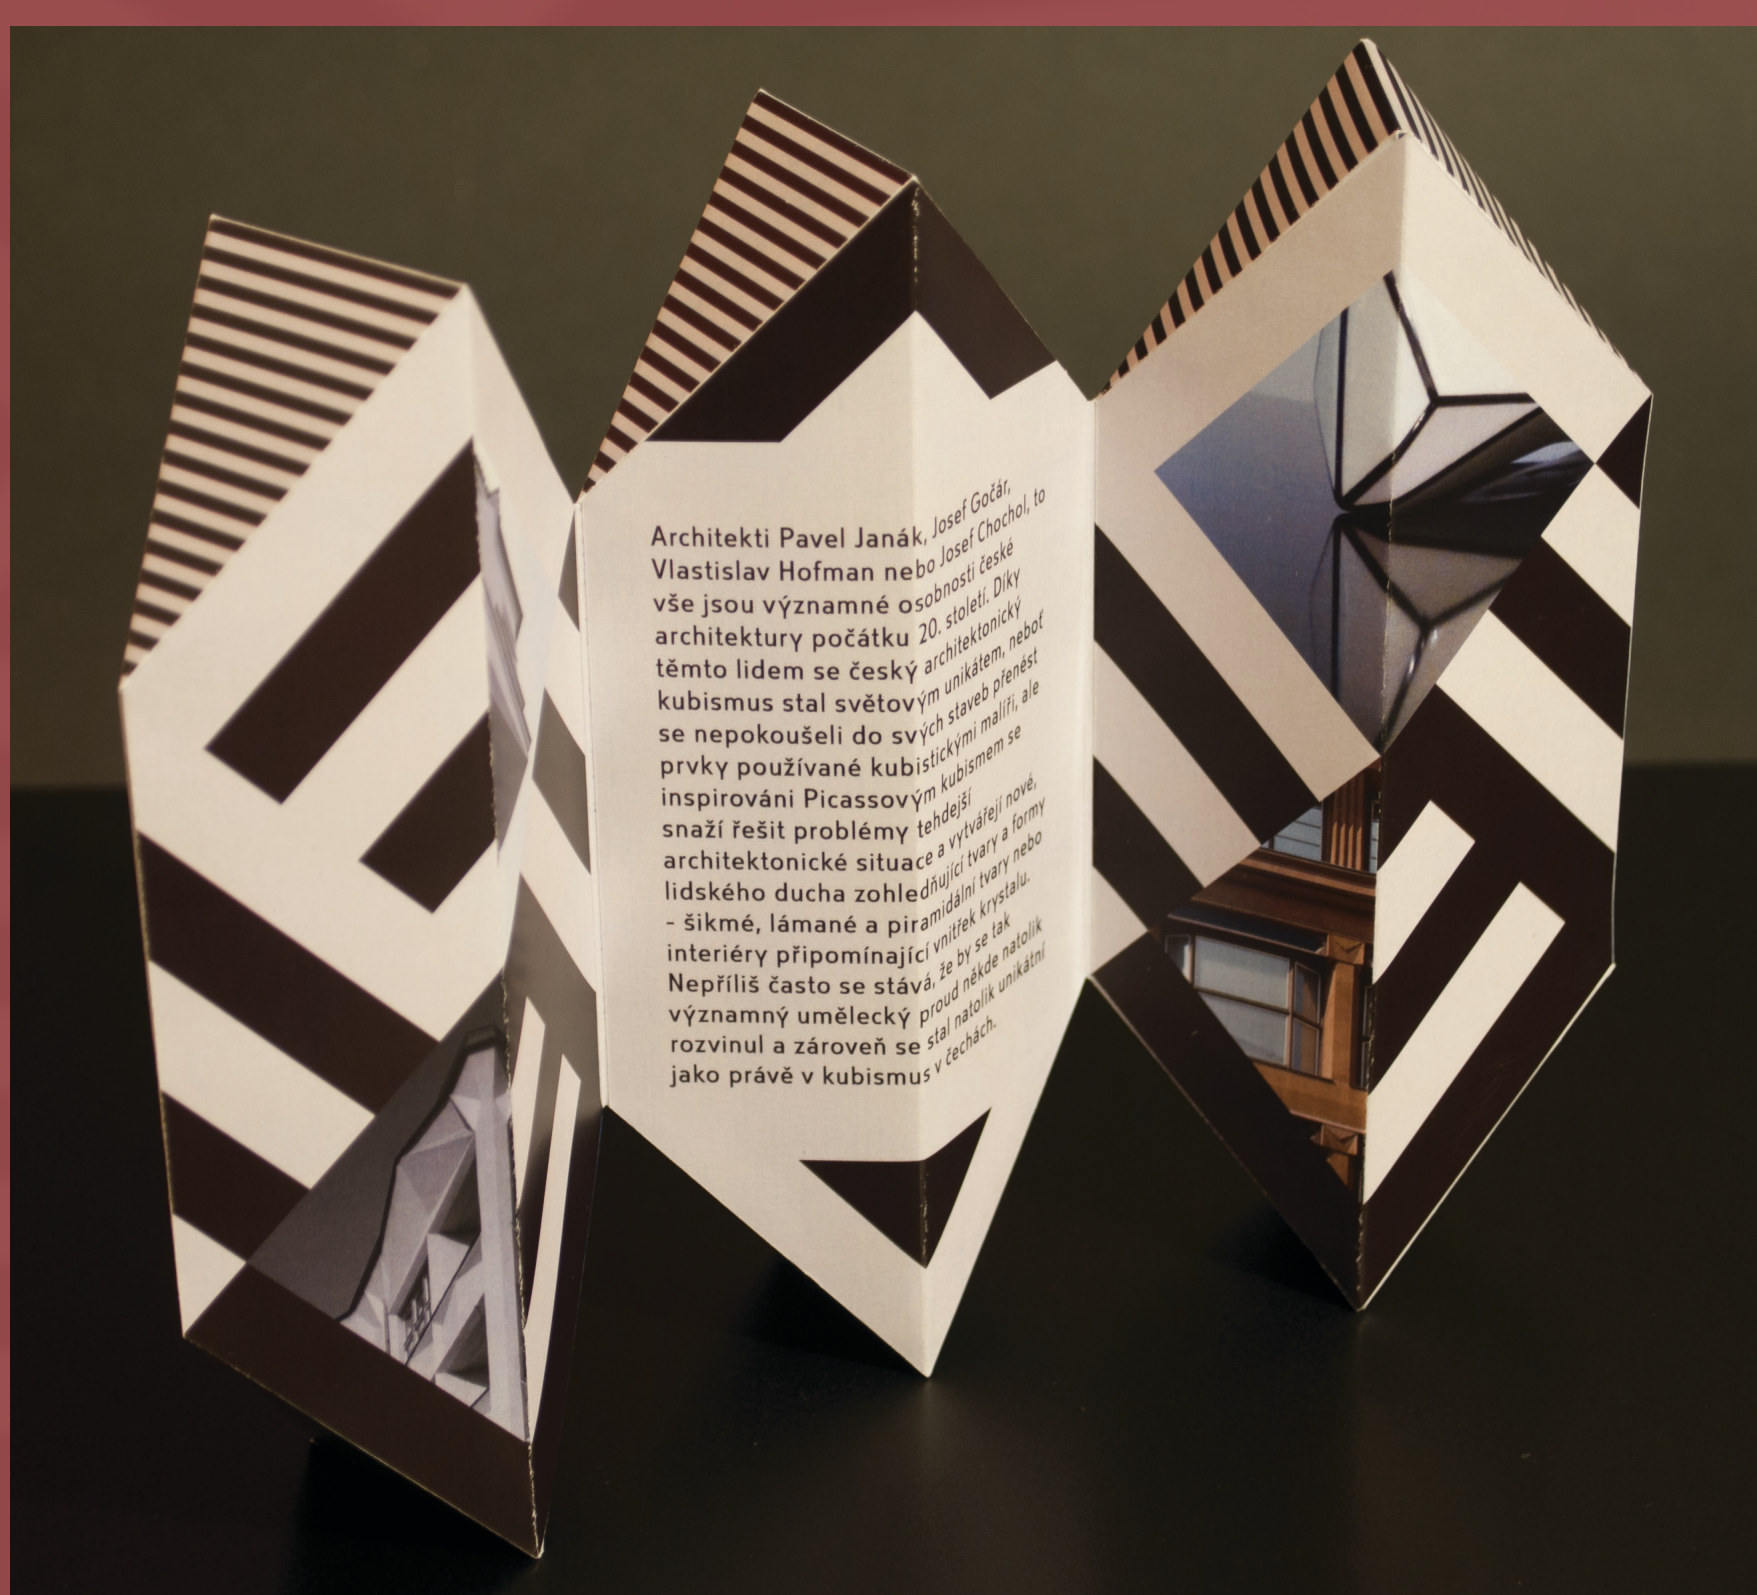 Architekti Pavel Janák, Josef Gočár,
Vlastislav Hofman nebo Josef Chochol, to
vše jsou významné osobnosti české
architektury počátku 20. století. Díky
těmto lidem se český architektonický
kubismus stal světovým unikátem, neboť
se nepokoušeli do svých staveb přenést
prvky používané kubistickými malíři, ale
inspirováni Picassovým kubismem se
snaží řešit problémy tehdejší
architektonické situace a vytvářejí nové,
lidského ducha zohledňující tvary a formy
- šikmé, lámané a piramidální tvary nebo
interiéry připomínající vnitřek krystalu.
Nepříliš často se stává, že by se tak
významný umělecký proud někde natolik
rozvinul a zároveň se stal natolik unikátní
jako právě v kubismus v čechách.